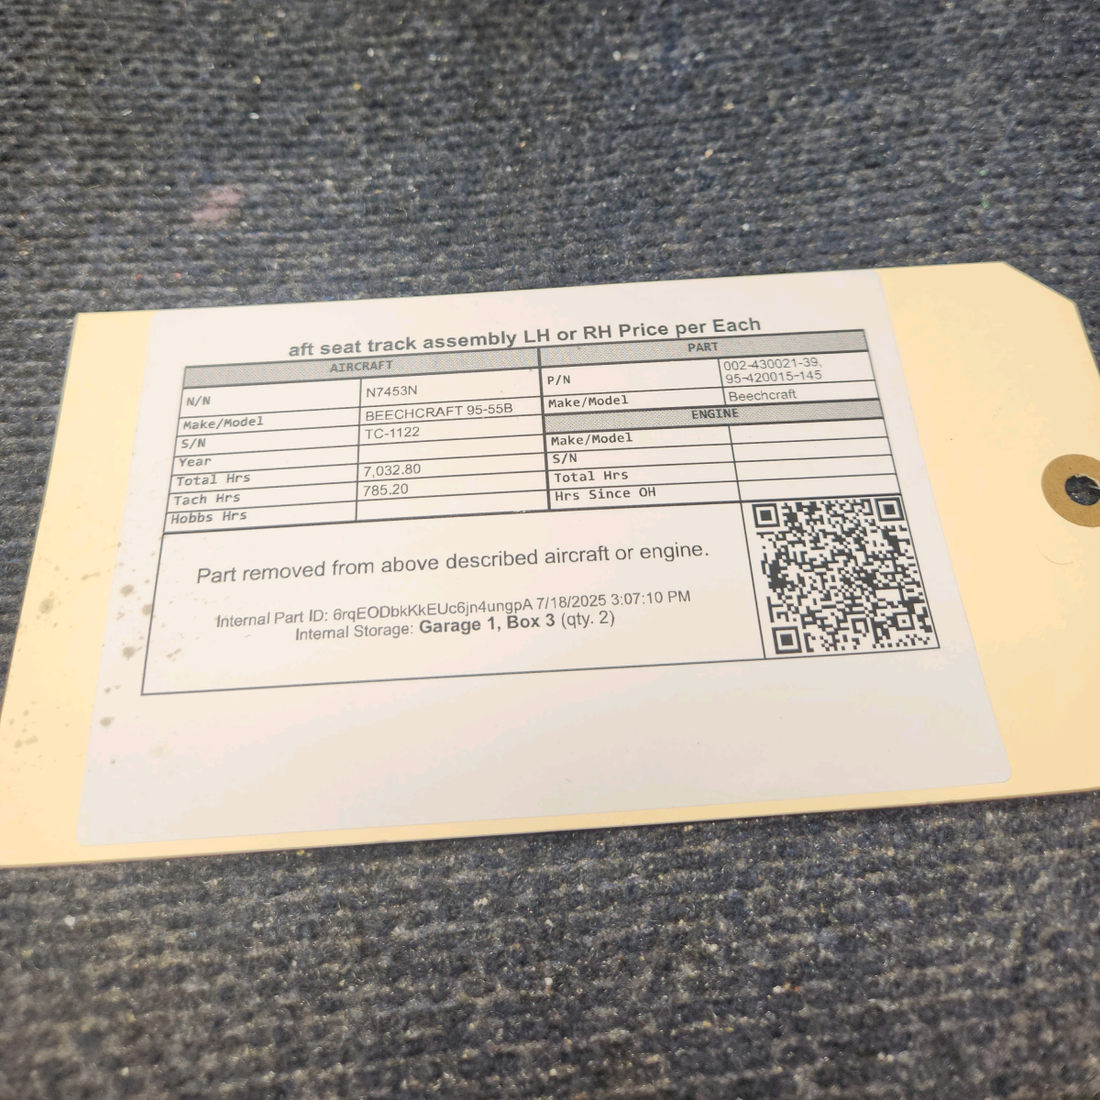 aft seat track assembly LH or RH Price per Each
AIRCRAFT
N/N N7453N
Make/Model BEECHCRAFT 95-55B
S/N TC-1122
Year
Total Hrs 7,032.80
Tach Hrs 785.20
Hobbs Hrs
PART
P/N 002-430021-39,
95-420015-145
Make/Model Beechcraft
ENGINE
Make/Model
S/N
Total Hrs
Hrs Since OH
Part removed from above described aircraft or engine.
Internal Part ID: 6rqEODbkKkEUc6jn4ungpA 7/18/2025 3:07:10 PM
Internal Storage: Garage 1, Box 3 (qty. 2)